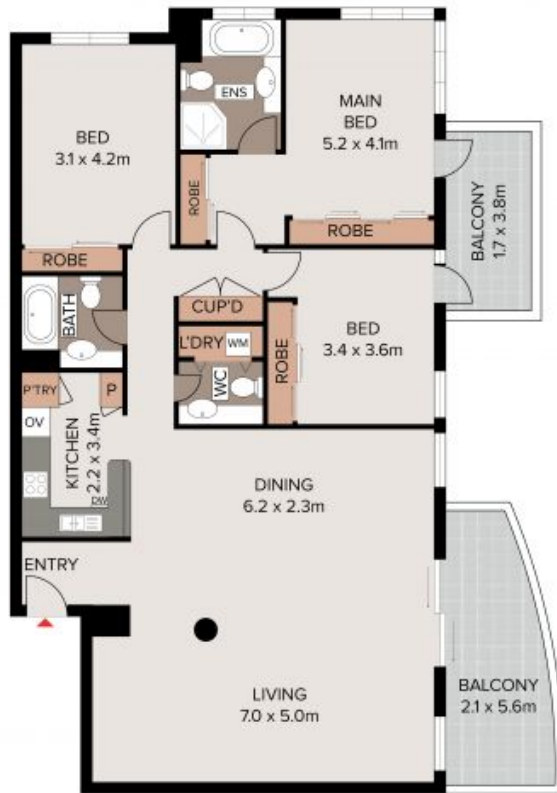 ENS
MAIN
BED
5.2 x 4.1m
BED
3.1 x 4.2m
ROBE
ROBE
BALCONY
1.7 x 3.8m
ROBE
CUP'D
BATH
L'DRY
WM
WC
ROBE
BED
3.4 x 3.6m
P'TRY
P
OV
KITCHEN
2.2 x 3.4m
DW
DINING
6.2 x 2.3m
ENTRY
LIVING
7.0 x 5.0m
BALCONY
2.1 x 5.6m